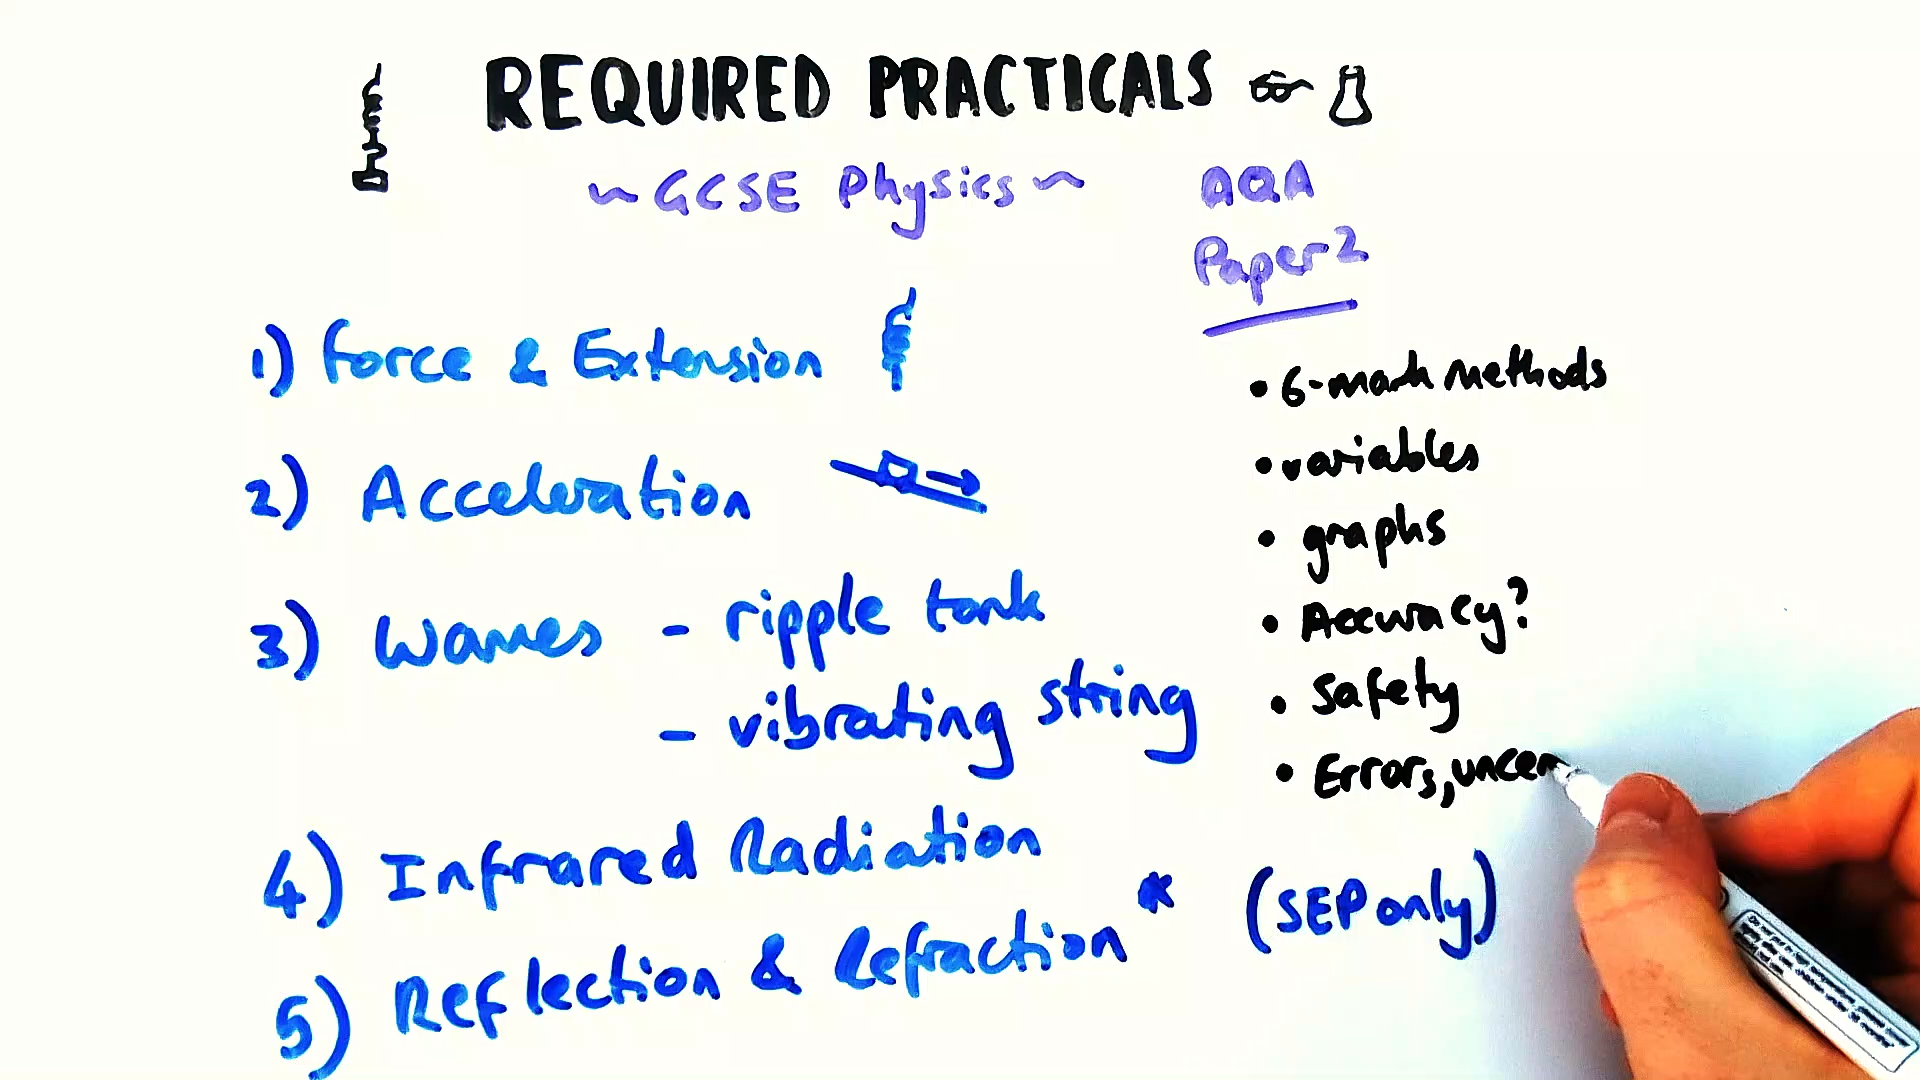 REQUIRED PRACTICALS
~GCSE Physics~
AQA
Paper 2
1) Force & Extension
2) Acceleration
3) Waves - ripple tank
- vibrating string
4) Infrared Radiation
5) Reflection & Refraction * (SEP only)
• 6-mark methods
• variables
• graphs
• Accuracy?
• Safety
• Errors, uncer